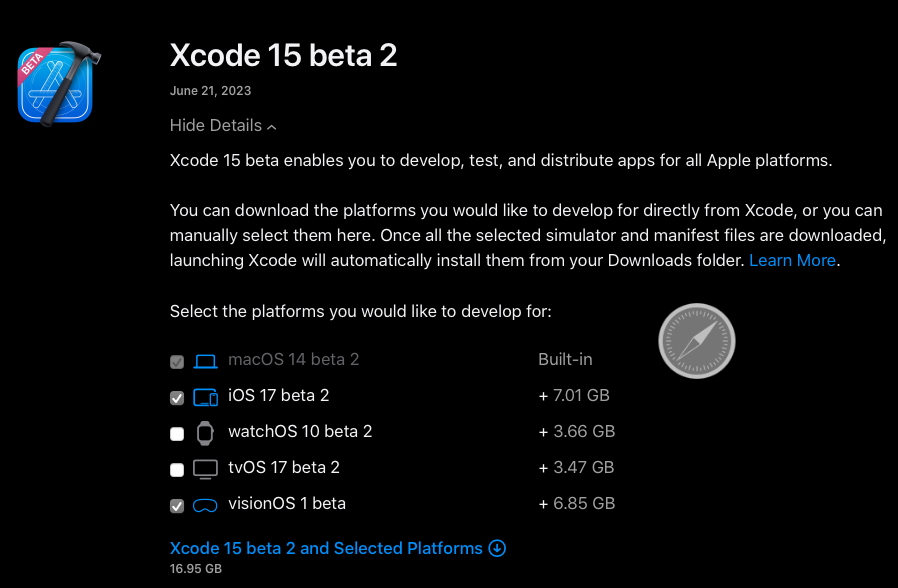 BETA
Xcode 15 beta 2
June 21, 2023
Hide Details
Xcode 15 beta enables you to develop, test, and distribute apps for all Apple platforms.
You can download the platforms you would like to develop for directly from Xcode, or you can
manually select them here. Once all the selected simulator and manifest files are downloaded,
launching Xcode will automatically install them from your Downloads folder. Learn More.
Select the platforms you would like to develop for:
macOS 14 beta 2 Built-in
iOS 17 beta 2 + 7.01 GB
watchOS 10 beta 2 + 3.66 GB
tvOS 17 beta 2 + 3.47 GB
visionOS 1 beta + 6.85 GB
Xcode 15 beta 2 and Selected Platforms
16.95 GB